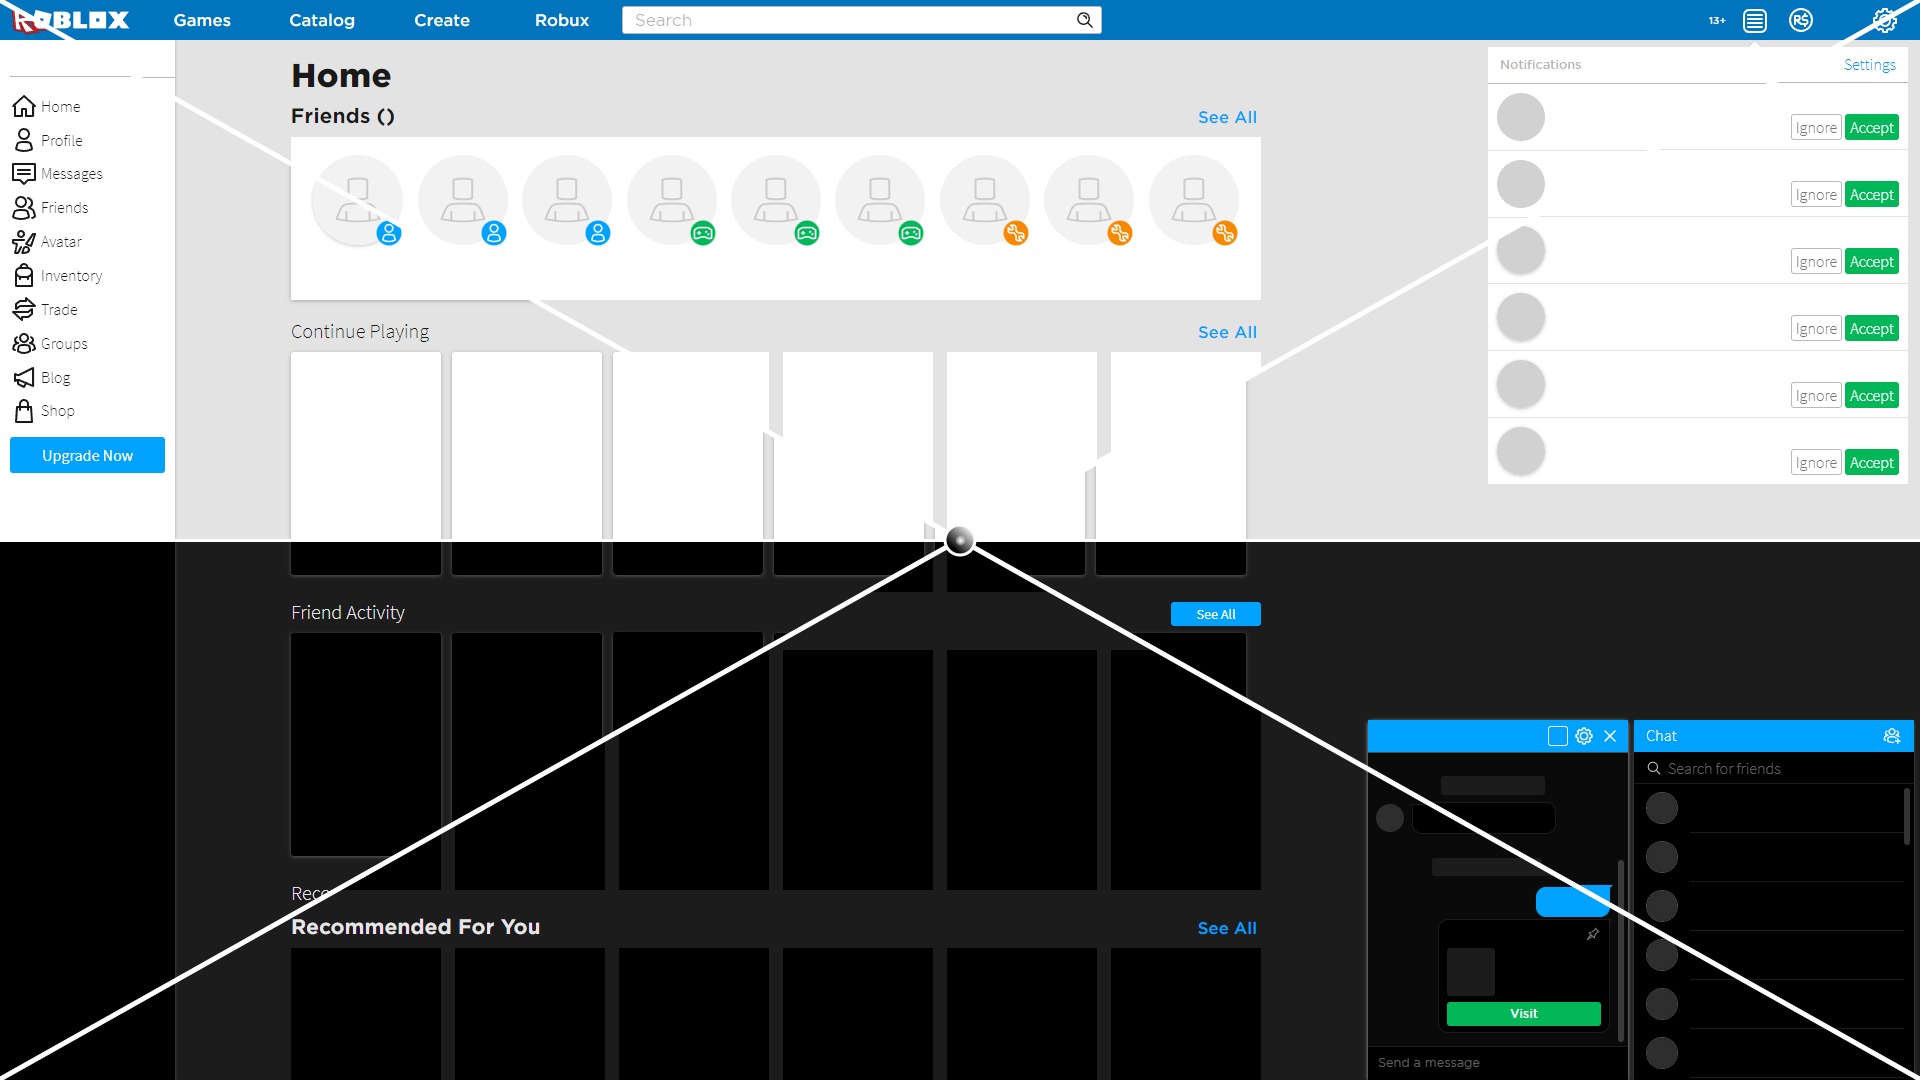 ROBLOX Games Catalog Create Robux Search 13+ R$
Home
Profile
Messages
Friends
Avatar
Inventory
Trade
Groups
Blog
Shop
Upgrade Now
Home
Friends () See All
Continue Playing See All
Friend Activity See All
Recommended For You See All
Notifications Settings
Ignore Accept
Ignore Accept
Ignore Accept
Ignore Accept
Ignore Accept
Ignore Accept
Visit
Send a message
Chat
Search for friends